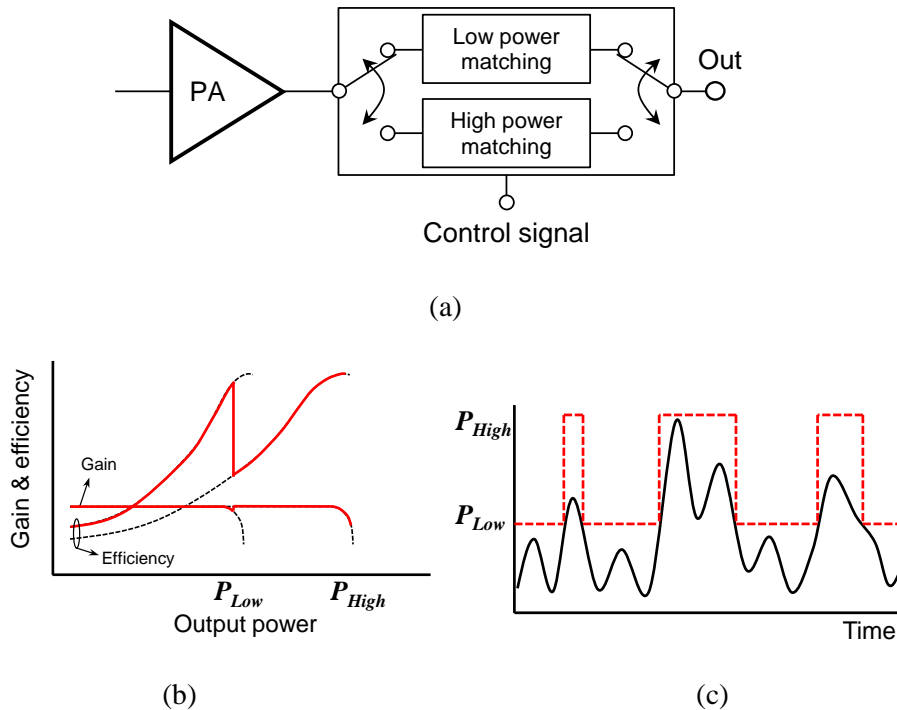 Low power
matching
PA
Out
High power
matching
Control signal
(a)
Gain & efficiency
Gain
Efficiency
P_Low
P_High
Output power
(b)
P_High
P_Low
Time
(c)